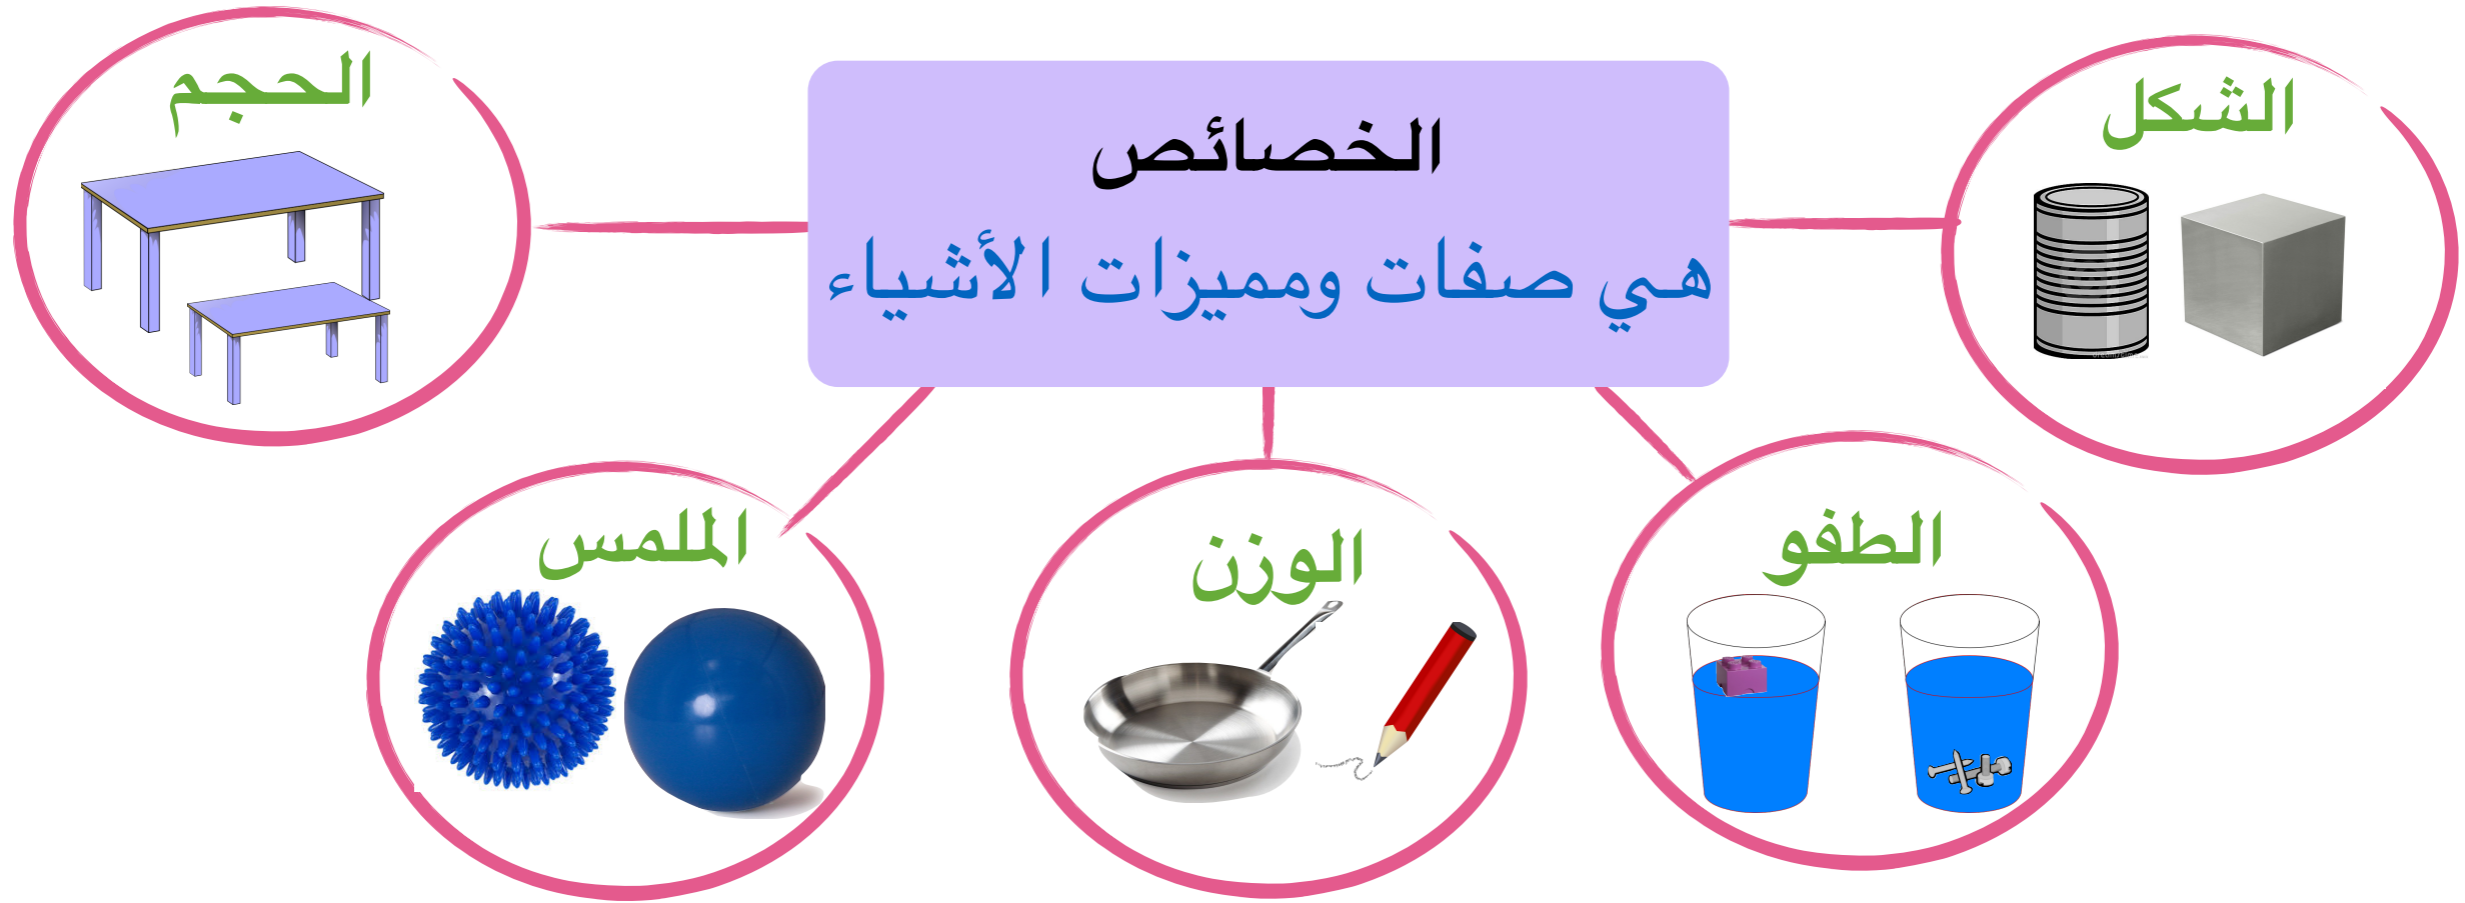 الخصائص
هي صفات ومميزات الأشياء
الشكل
الطفو
الوزن
الملمس
الحجم